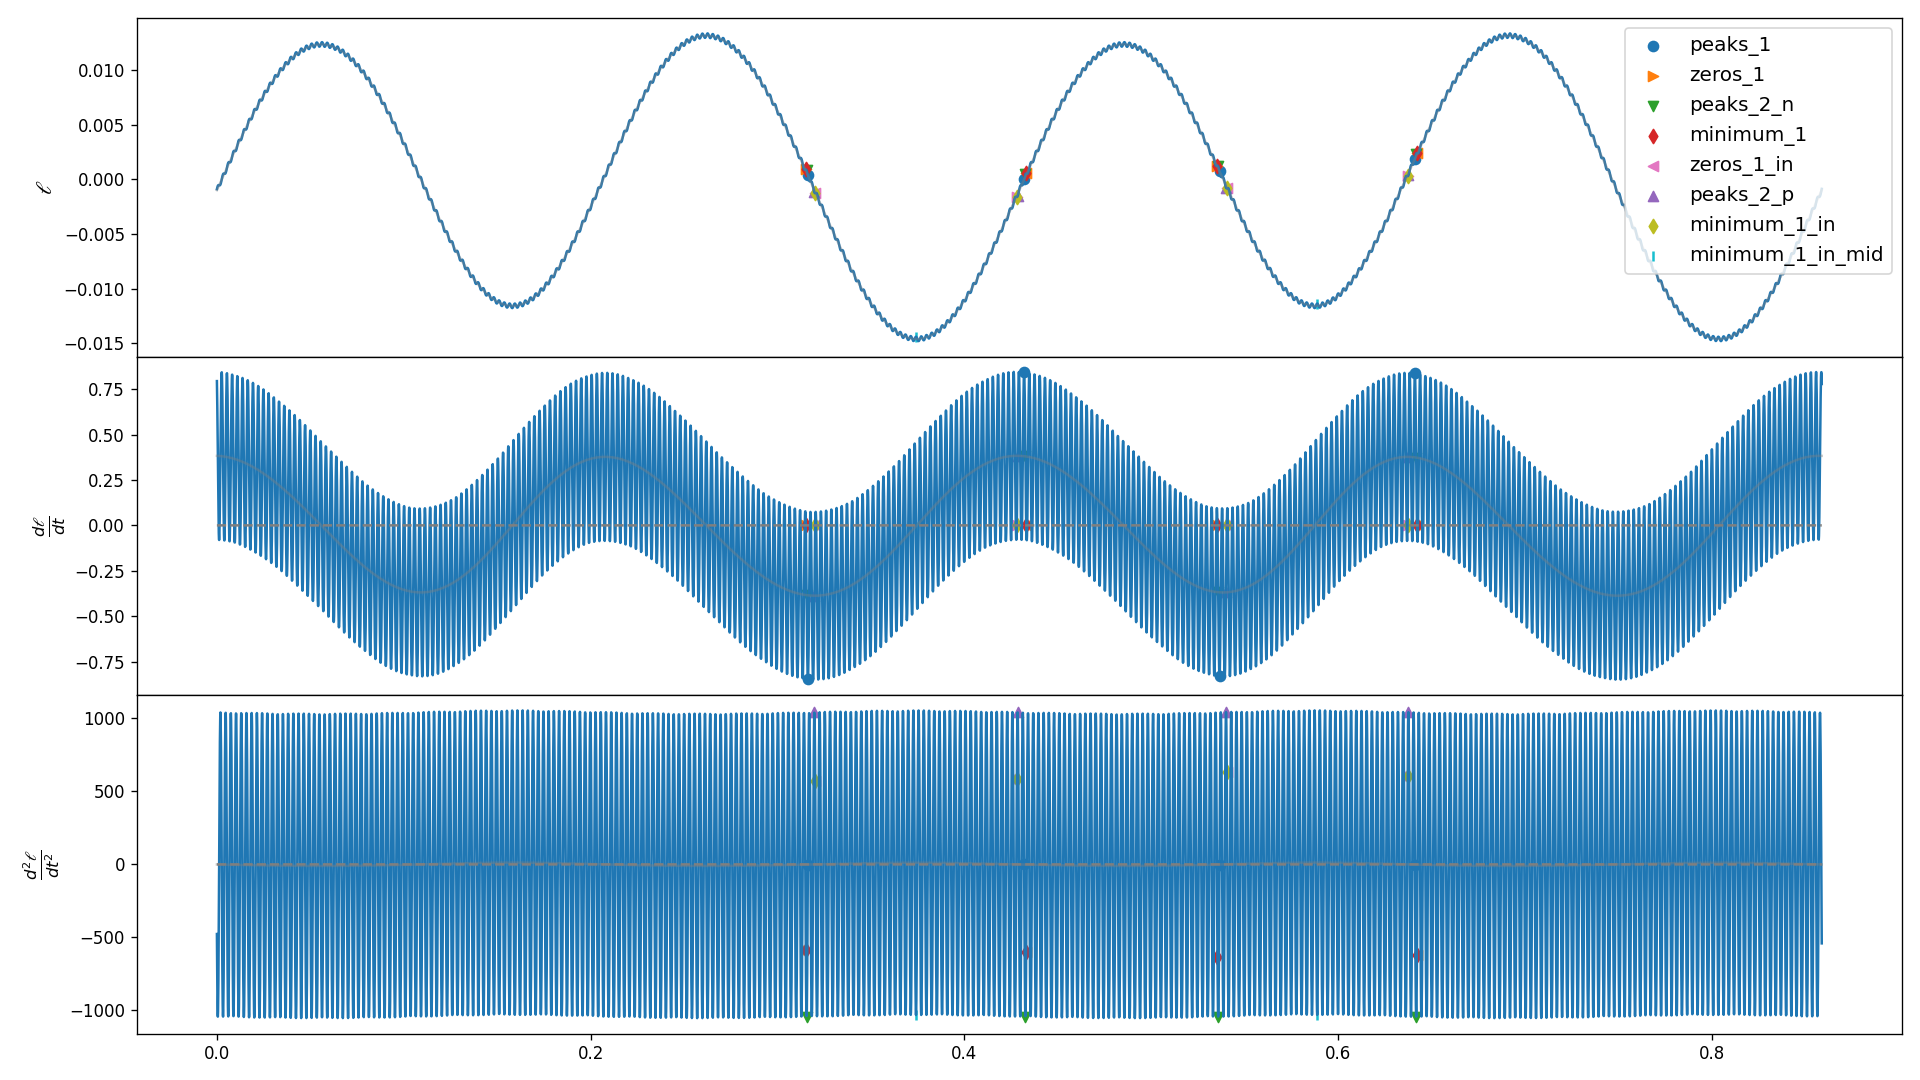 0.010
0.005
0.000
−0.005
−0.010
−0.015
ℓ
peaks_1
zeros_1
peaks_2_n
minimum_1
zeros_1_in
peaks_2_p
minimum_1_in
minimum_1_in_mid
0.75
0.50
0.25
0.00
−0.25
−0.50
−0.75
dℓ
dt
1000
500
0
−500
−1000
d²ℓ
dt²
0.0 0.2 0.4 0.6 0.8